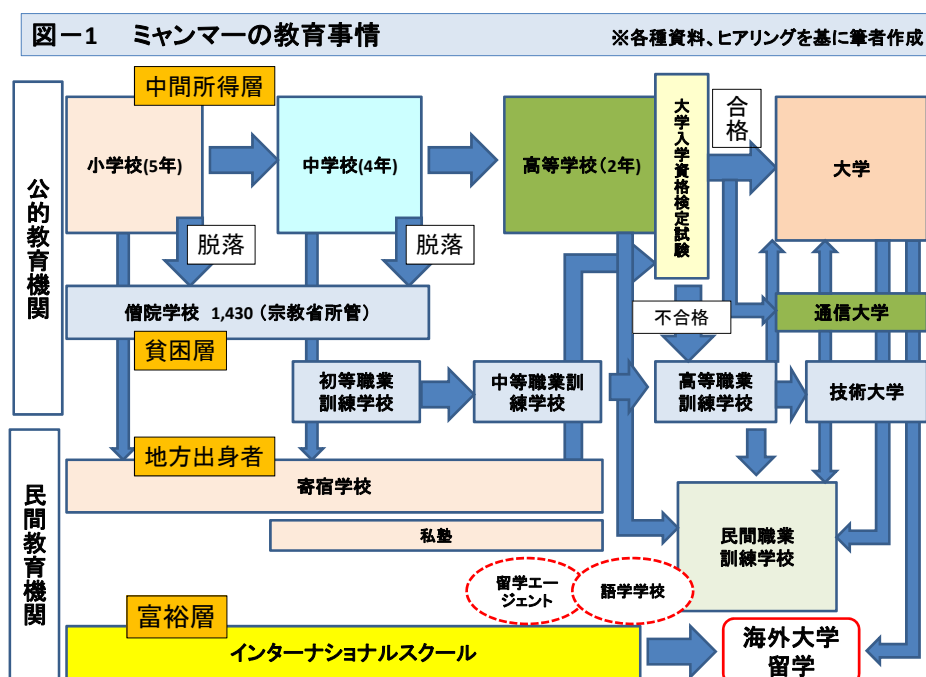 図－1 ミャンマーの教育事情
※各種資料、ヒアリングを基に筆者作成
公的教育機関
中間所得層
小学校(5年)
中学校(4年)
高等学校(2年)
大学入学資格検定試験
合格
大学
脱落
脱落
僧院学校 1,430 (宗教省所管)
貧困層
不合格
通信大学
初等職業
訓練学校
中等職業訓
練学校
高等職業
訓練学校
技術大学
民間教育機関
地方出身者
寄宿学校
私塾
民間職業
訓練学校
留学エー
ジェント
語学学校
富裕層
インターナショナルスクール
海外大学
留学